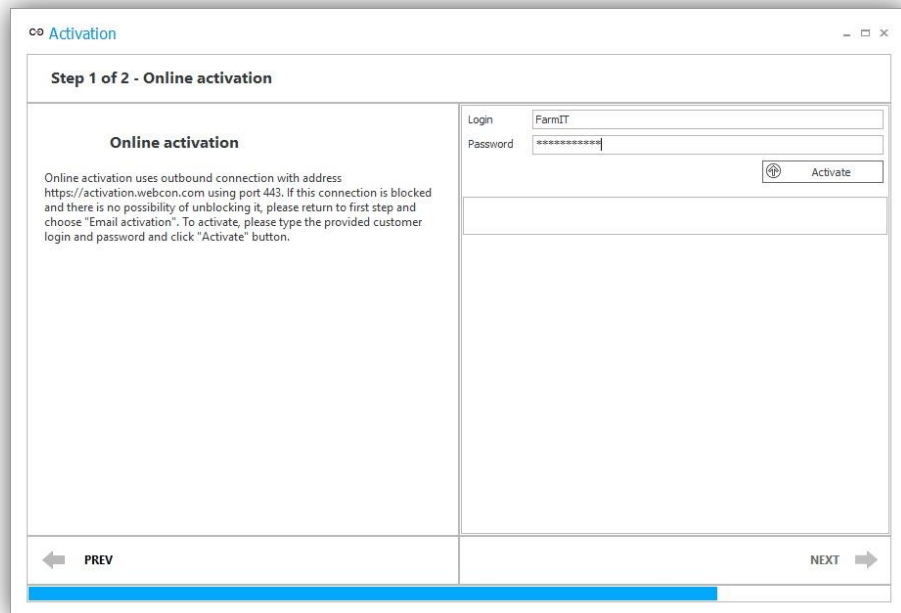 Activation
Step 1 of 2 - Online activation
Online activation
Online activation uses outbound connection with address
https://activation.webcon.com using port 443. If this connection is blocked
and there is no possibility of unblocking it, please return to first step and
choose "Email activation". To activate, please type the provided customer
login and password and click "Activate" button.
Login FarmIT
Password ***********
Activate
PREV
NEXT